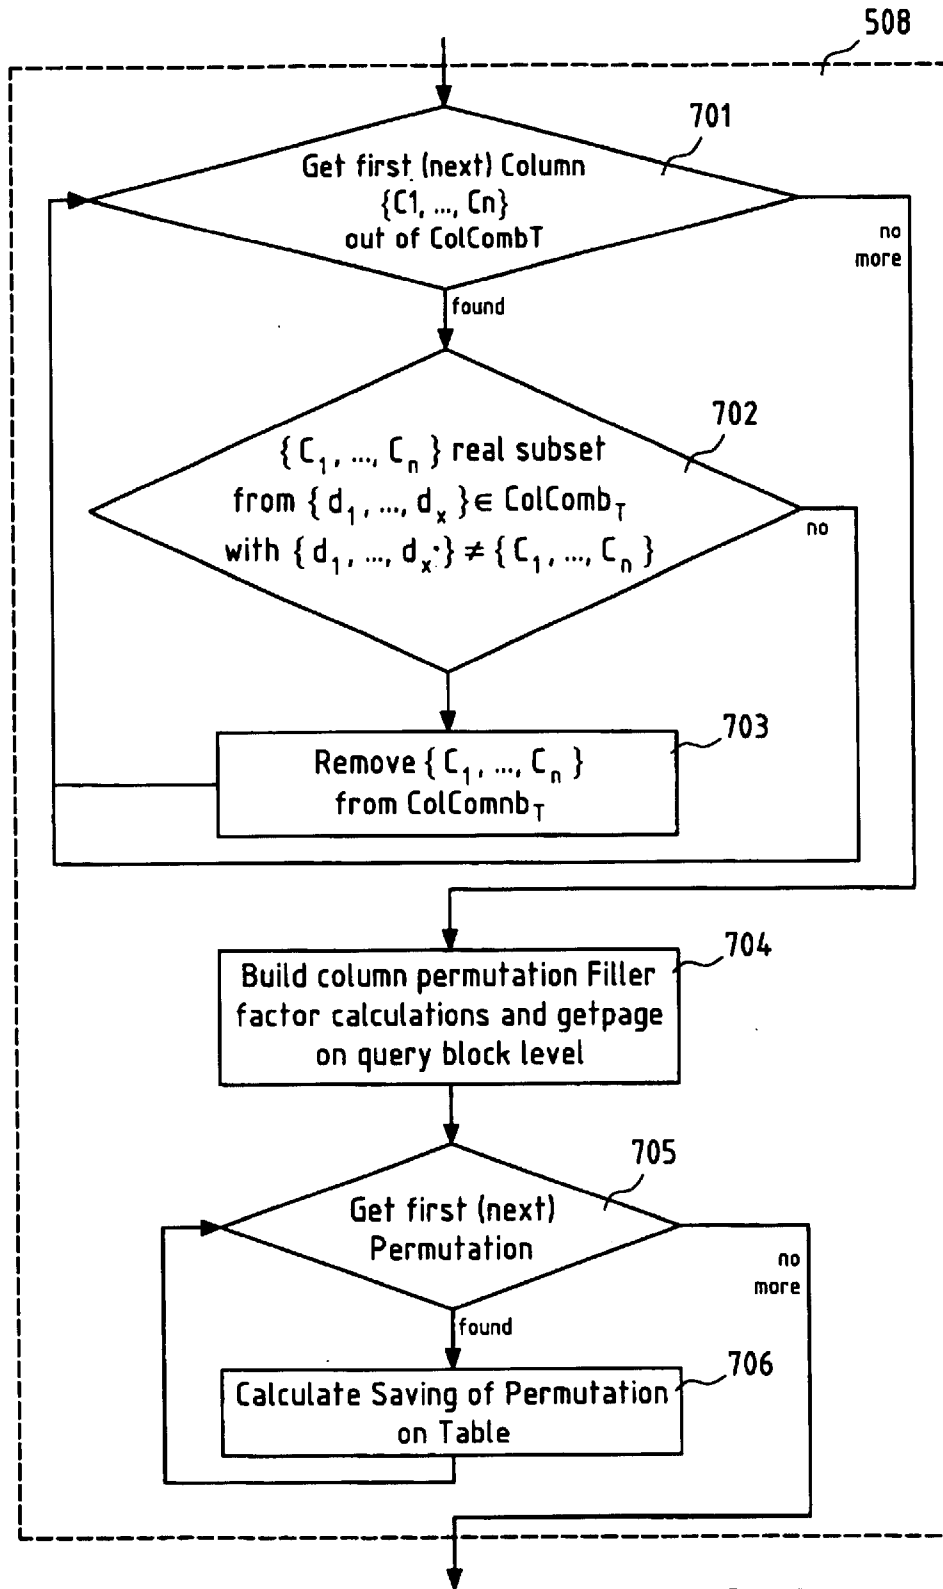 508
701
Get first (next) Column
{C1, ..., Cn}
out of ColCombT
no
more
found
702
{C₁, ..., Cₙ} real subset
from {d₁, ..., dₓ} ∈ ColComb_T
with {d₁, ..., dₓ} ≠ {C₁, ..., Cₙ}
no
703
Remove {C₁, ..., Cₙ}
from ColComnb_T
704
Build column permutation Filler
factor calculations and getpage
on query block level
705
Get first (next)
Permutation
no
more
found
706
Calculate Saving of Permutation
on Table